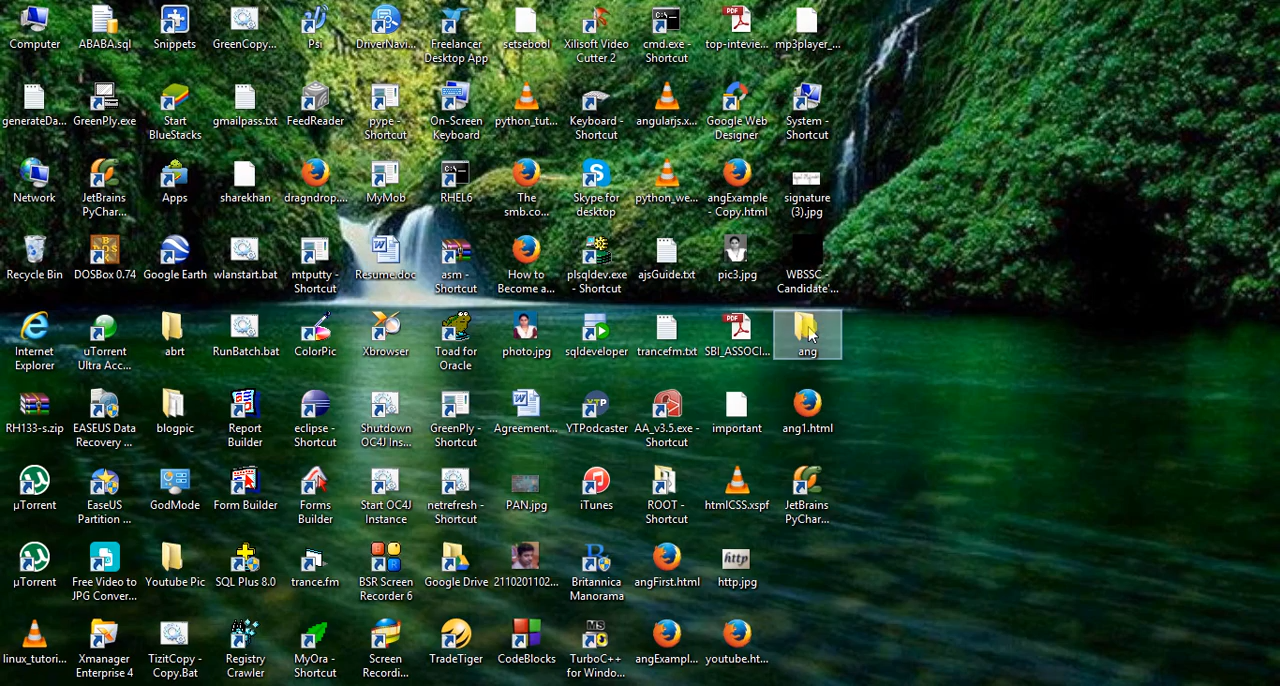 Computer
ABABA.sql
Snippets
GreenCopy...
Psi
DriverNavi...
Freelancer
Desktop App
setsebool
Xilisoft Video
Cutter 2
cmd.exe -
Shortcut
top-intevie...
mp3player_...
generateDa...
GreenPly.exe
Start
BlueStacks
gmailpass.txt
FeedReader
pype -
Shortcut
On-Screen
Keyboard
python_tut...
Keyboard -
Shortcut
angularjs.x...
Google Web
Designer
System -
Shortcut
Network
JetBrains
PyChar...
Apps
sharekhan
dragndrop....
MyMob
RHEL6
The
smb.co...
Skype for
desktop
python_we...
angExample
- Copy.html
signature
(3).jpg
Recycle Bin
DOSBox 0.74
Google Earth
wlanstart.bat
mtputty -
Shortcut
Resume.doc
asm -
Shortcut
How to
Become a...
plsqldev.exe
- Shortcut
ajsGuide.txt
pic3.jpg
WBSSC -
Candidate'...
Internet
Explorer
uTorrent
Ultra Acc...
abrt
RunBatch.bat
ColorPic
Xbrowser
Toad for
Oracle
photo.jpg
sqldeveloper
trancefm.txt
SBI_ASSOCI...
ang
RH133-s.zip
EASEUS Data
Recovery ...
blogpic
Report
Builder
eclipse -
Shortcut
Shutdown
OC4J Ins...
GreenPly -
Shortcut
Agreement...
YTPodcaster
AA_v3.5.exe -
Shortcut
important
ang1.html
µTorrent
EaseUS
Partition ...
GodMode
Form Builder
Forms
Builder
Start OC4J
Instance
netrefresh -
Shortcut
PAN.jpg
iTunes
ROOT -
Shortcut
htmlCSS.xspf
JetBrains
PyChar...
µTorrent
Free Video to
JPG Conver...
Youtube Pic
SQL Plus 8.0
trance.fm
BSR Screen
Recorder 6
Google Drive
2110201102...
Britannica
Manorama
angFirst.html
http
http.jpg
linux_tutori...
Xmanager
Enterprise 4
TizitCopy -
Copy.Bat
Registry
Crawler
MyOra -
Shortcut
Screen
Recordi...
TradeTiger
CodeBlocks
TurboC++
for Windo...
angExampl...
youtube.ht...